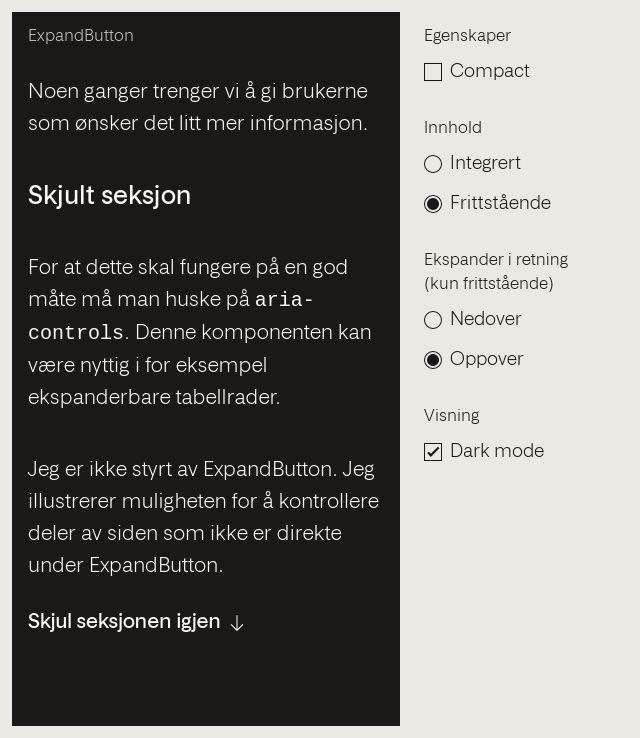 ExpandButton
Noen ganger trenger vi å gi brukerne
som ønsker det litt mer informasjon.
Skjult seksjon
For at dette skal fungere på en god
måte må man huske på aria-
controls. Denne komponenten kan
være nyttig i for eksempel
ekspanderbare tabellrader.
Jeg er ikke styrt av ExpandButton. Jeg
illustrerer muligheten for å kontrollere
deler av siden som ikke er direkte
under ExpandButton.
Skjul seksjonen igjen
Egenskaper
Compact
Innhold
Integrert
Frittstående
Ekspander i retning
(kun frittstående)
Nedover
Oppover
Visning
Dark mode